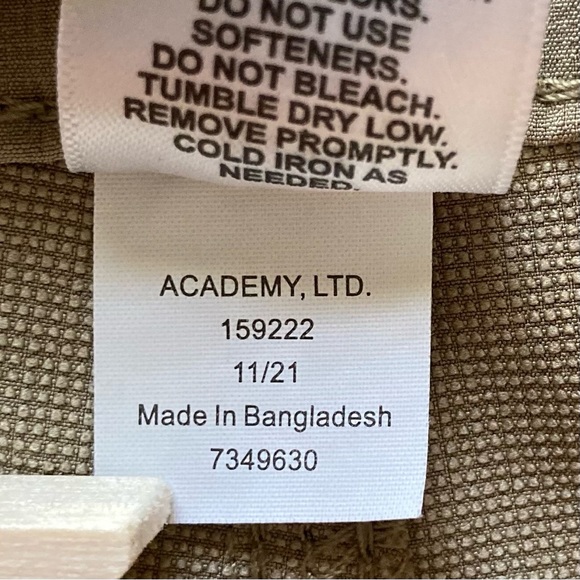 DO NOT USE
SOFTENERS.
DO NOT BLEACH.
TUMBLE DRY LOW.
REMOVE PROMPTLY.
COLD IRON AS
NEEDED.
ACADEMY, LTD.
159222
11/21
Made In Bangladesh
7349630